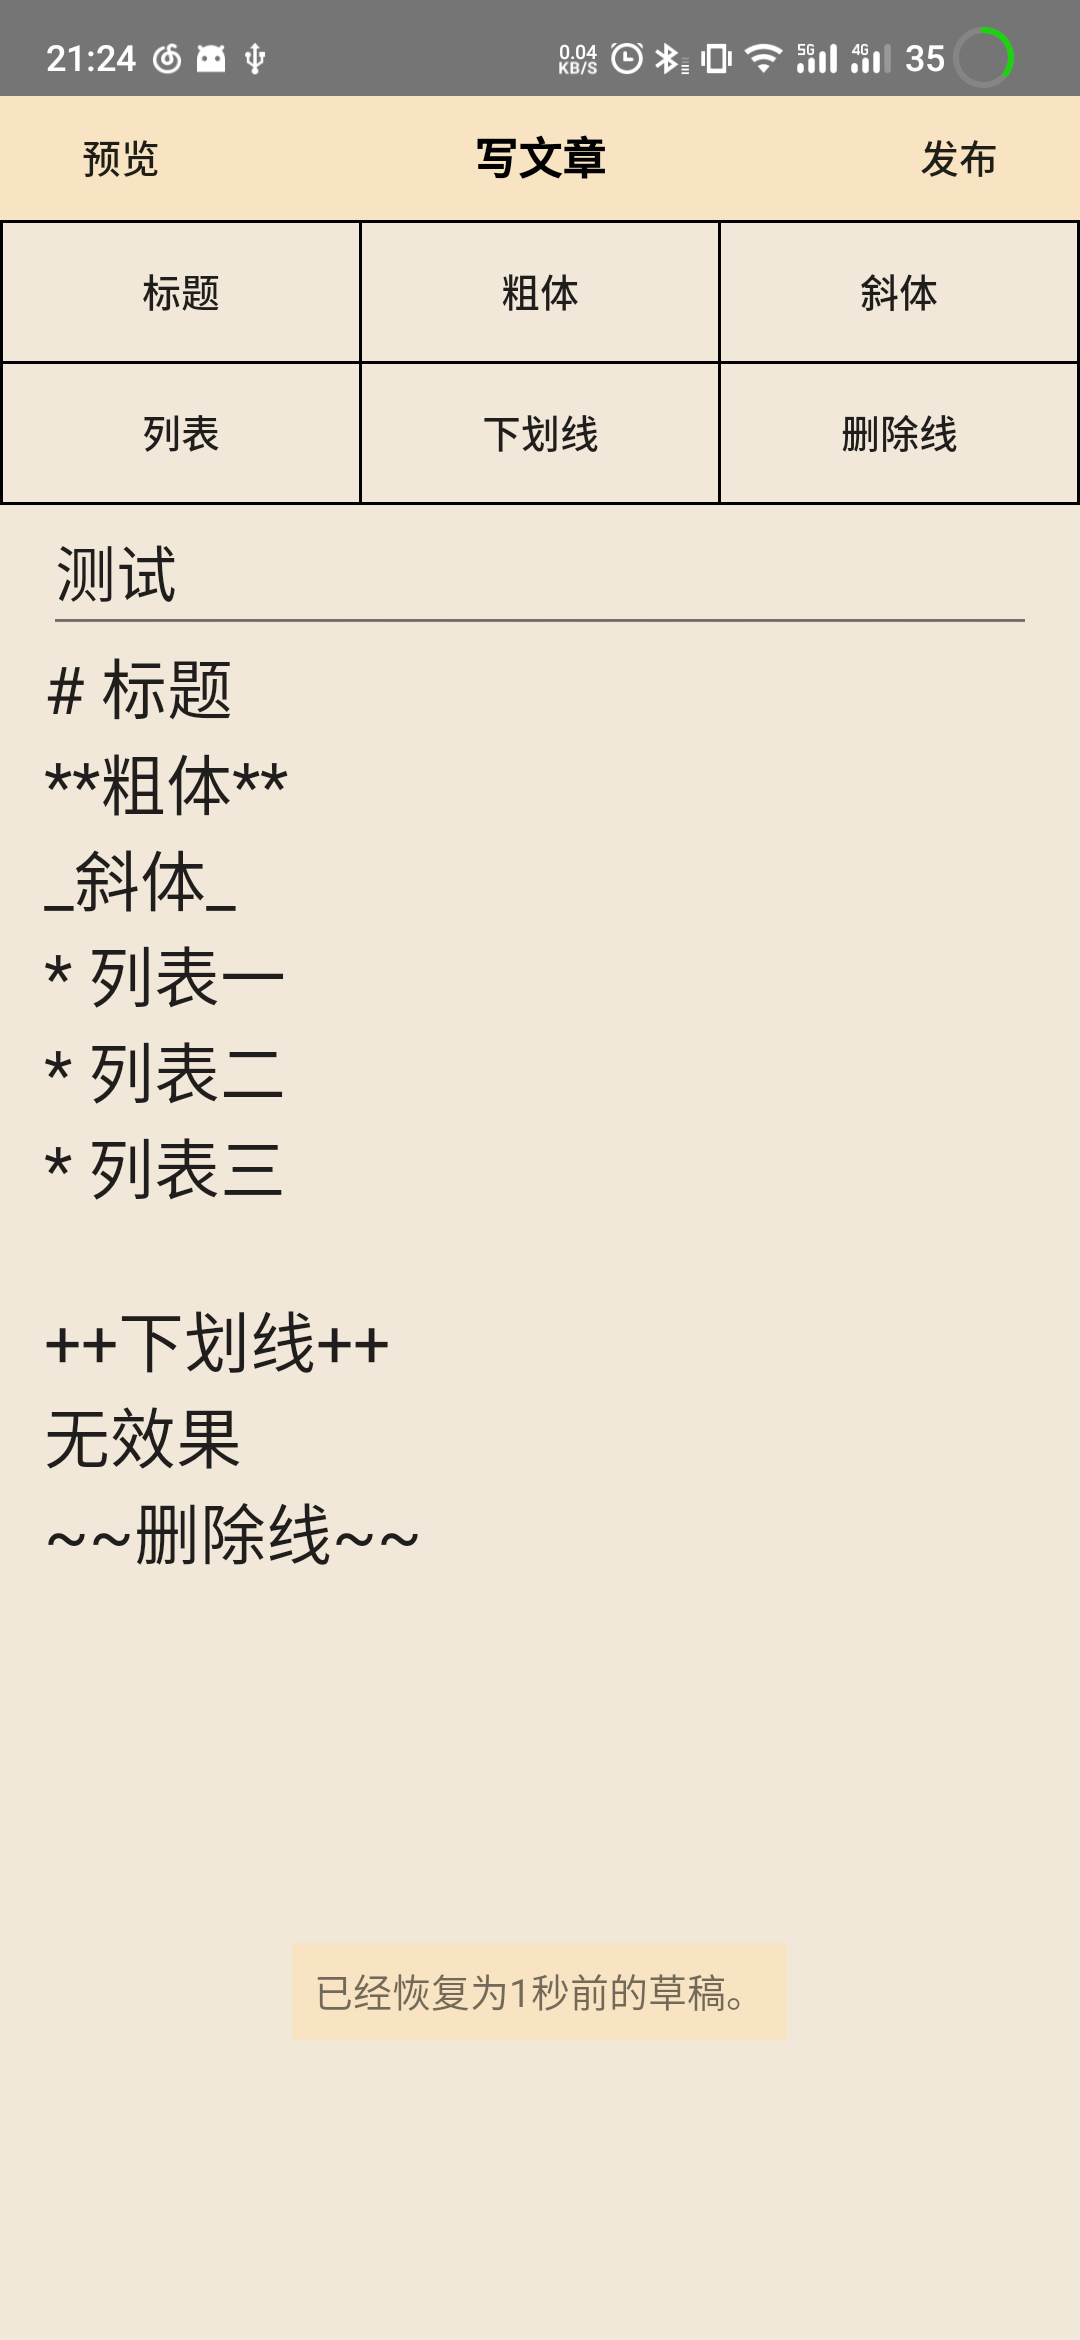 21:24 0.04 KB/S 5G 4G 35
预览 写文章 发布
标题 粗体 斜体
列表 下划线 删除线
测试
# 标题
**粗体**
_斜体_
* 列表一
* 列表二
* 列表三
++下划线++
无效果
~~删除线~~
已经恢复为1秒前的草稿。